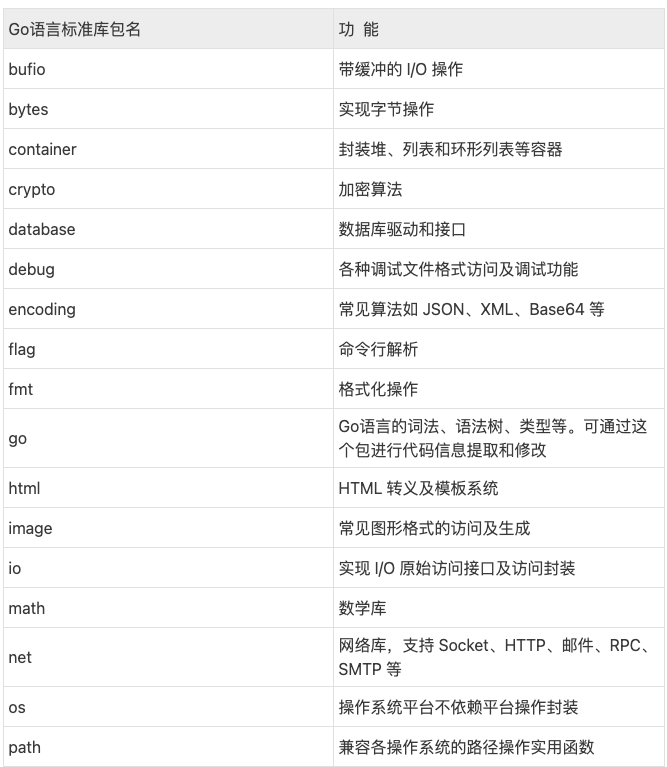 Go语言标准库包名 功 能
bufio 带缓冲的 I/O 操作
bytes 实现字节操作
container 封装堆、列表和环形列表等容器
crypto 加密算法
database 数据库驱动和接口
debug 各种调试文件格式访问及调试功能
encoding 常见算法如 JSON、XML、Base64 等
flag 命令行解析
fmt 格式化操作
go Go语言的词法、语法树、类型等。可通过这
个包进行代码信息提取和修改
html HTML 转义及模板系统
image 常见图形格式的访问及生成
io 实现 I/O 原始访问接口及访问封装
math 数学库
net 网络库，支持 Socket、HTTP、邮件、RPC、
SMTP 等
os 操作系统平台不依赖平台操作封装
path 兼容各操作系统的路径操作实用函数